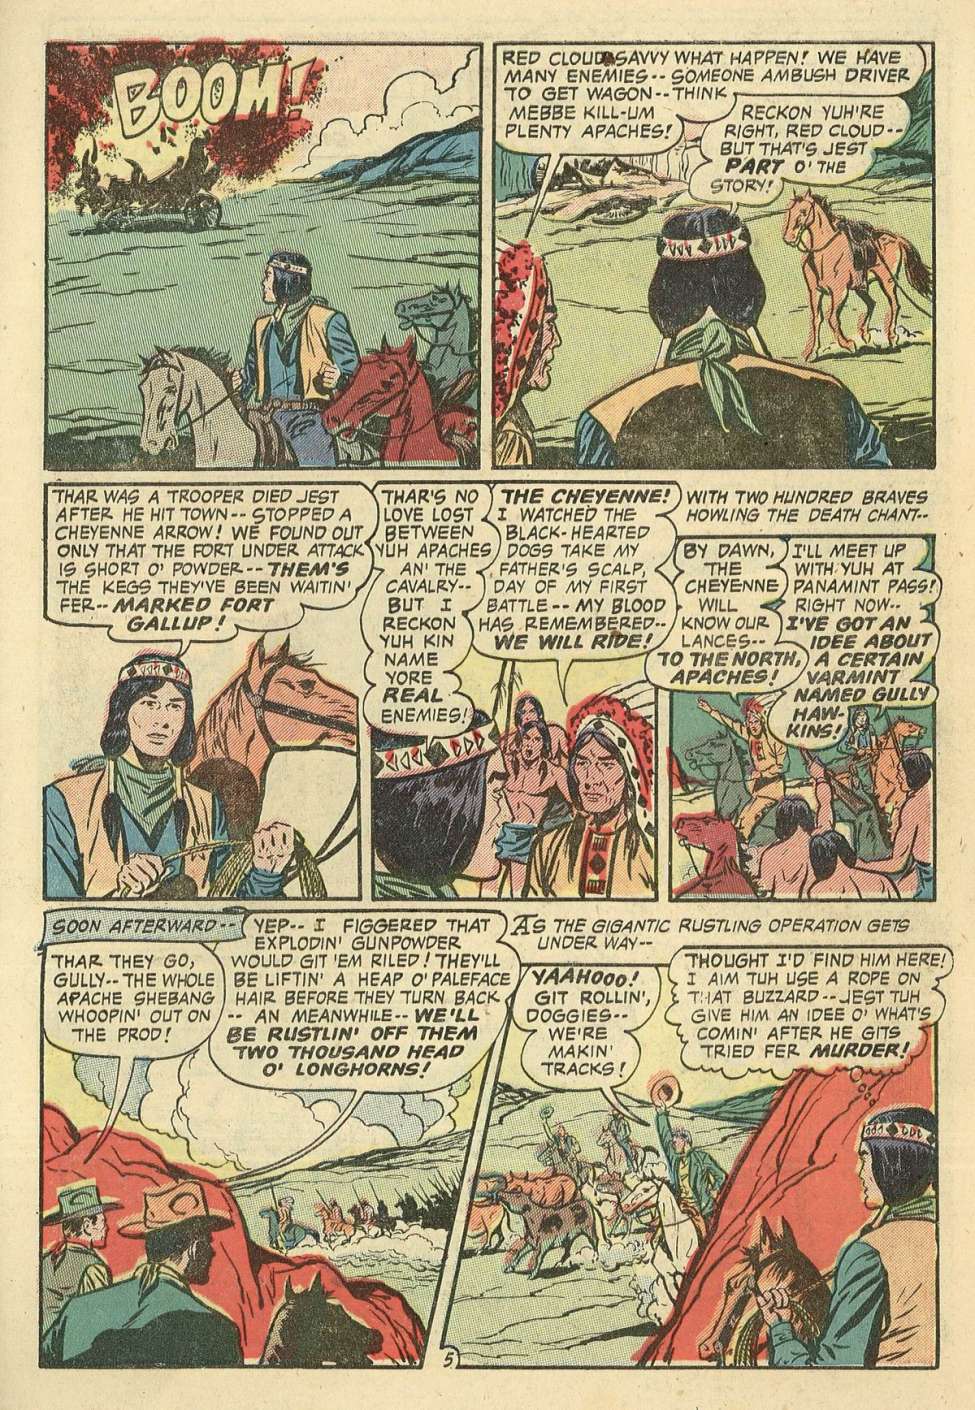 BOOM!
RED CLOUD SAVVY WHAT HAPPEN! WE HAVE
MANY ENEMIES-- SOMEONE AMBUSH DRIVER
TO GET WAGON--THINK
MEBBE KILL-UM
PLENTY APACHES!
RECKON YUH'RE
RIGHT, RED CLOUD--
BUT THAT'S JEST
PART O' THE
STORY!
THAR WAS A TROOPER DIED JEST
AFTER HE HIT TOWN-- STOPPED A
CHEYENNE ARROW! WE FOUND OUT
ONLY THAT THE FORT UNDER ATTACK
IS SHORT O' POWDER-- THEM'S
THE KEGS THEY'VE BEEN WAITIN'
FER-- MARKED FORT
GALLUP!
THAR'S NO
LOVE LOST
BETWEEN
YUH APACHES
AN' THE
CAVALRY--
BUT I
RECKON
YUH KIN
NAME
YORE
REAL
ENEMIES!
THE CHEYENNE!
I WATCHED THE
BLACK-HEARTED
DOGS TAKE MY
FATHER'S SCALP,
DAY OF MY FIRST
BATTLE-- MY BLOOD
HAS REMEMBERED--
WE WILL RIDE!
WITH TWO HUNDRED BRAVES
HOWLING THE DEATH CHANT--
BY DAWN,
THE
CHEYENNE
WILL
KNOW OUR
LANCES--
TO THE NORTH,
APACHES!
I'LL MEET UP
WITH YUH AT
PANAMINT PASS!
RIGHT NOW--
I'VE GOT AN
IDEE ABOUT
A CERTAIN
VARMINT
NAMED GULLY
HAW-
KINS!
SOON AFTERWARD--
THAR THEY GO,
GULLY-- THE WHOLE
APACHE SHEBANG
WHOOPIN' OUT ON
THE PROD!
YEP-- I FIGGERED THAT
EXPLODIN' GUNPOWDER
WOULD GIT 'EM RILED! THEY'LL
BE LIFTIN' A HEAP O' PALEFACE
HAIR BEFORE THEY TURN BACK
-- AN MEANWHILE-- WE'LL
BE RUSTLIN' OFF THEM
TWO THOUSAND HEAD
O' LONGHORNS!
AS THE GIGANTIC RUSTLING OPERATION GETS
UNDER WAY--
YAAHOOO!
GIT ROLLIN',
DOGGIES--
WE'RE
MAKIN'
TRACKS!
THOUGHT I'D FIND HIM HERE!
I AIM TUH USE A ROPE ON
THAT BUZZARD--JEST TUH
GIVE HIM AN IDEE O' WHAT'S
COMIN' AFTER HE GITS
TRIED FER MURDER!
5